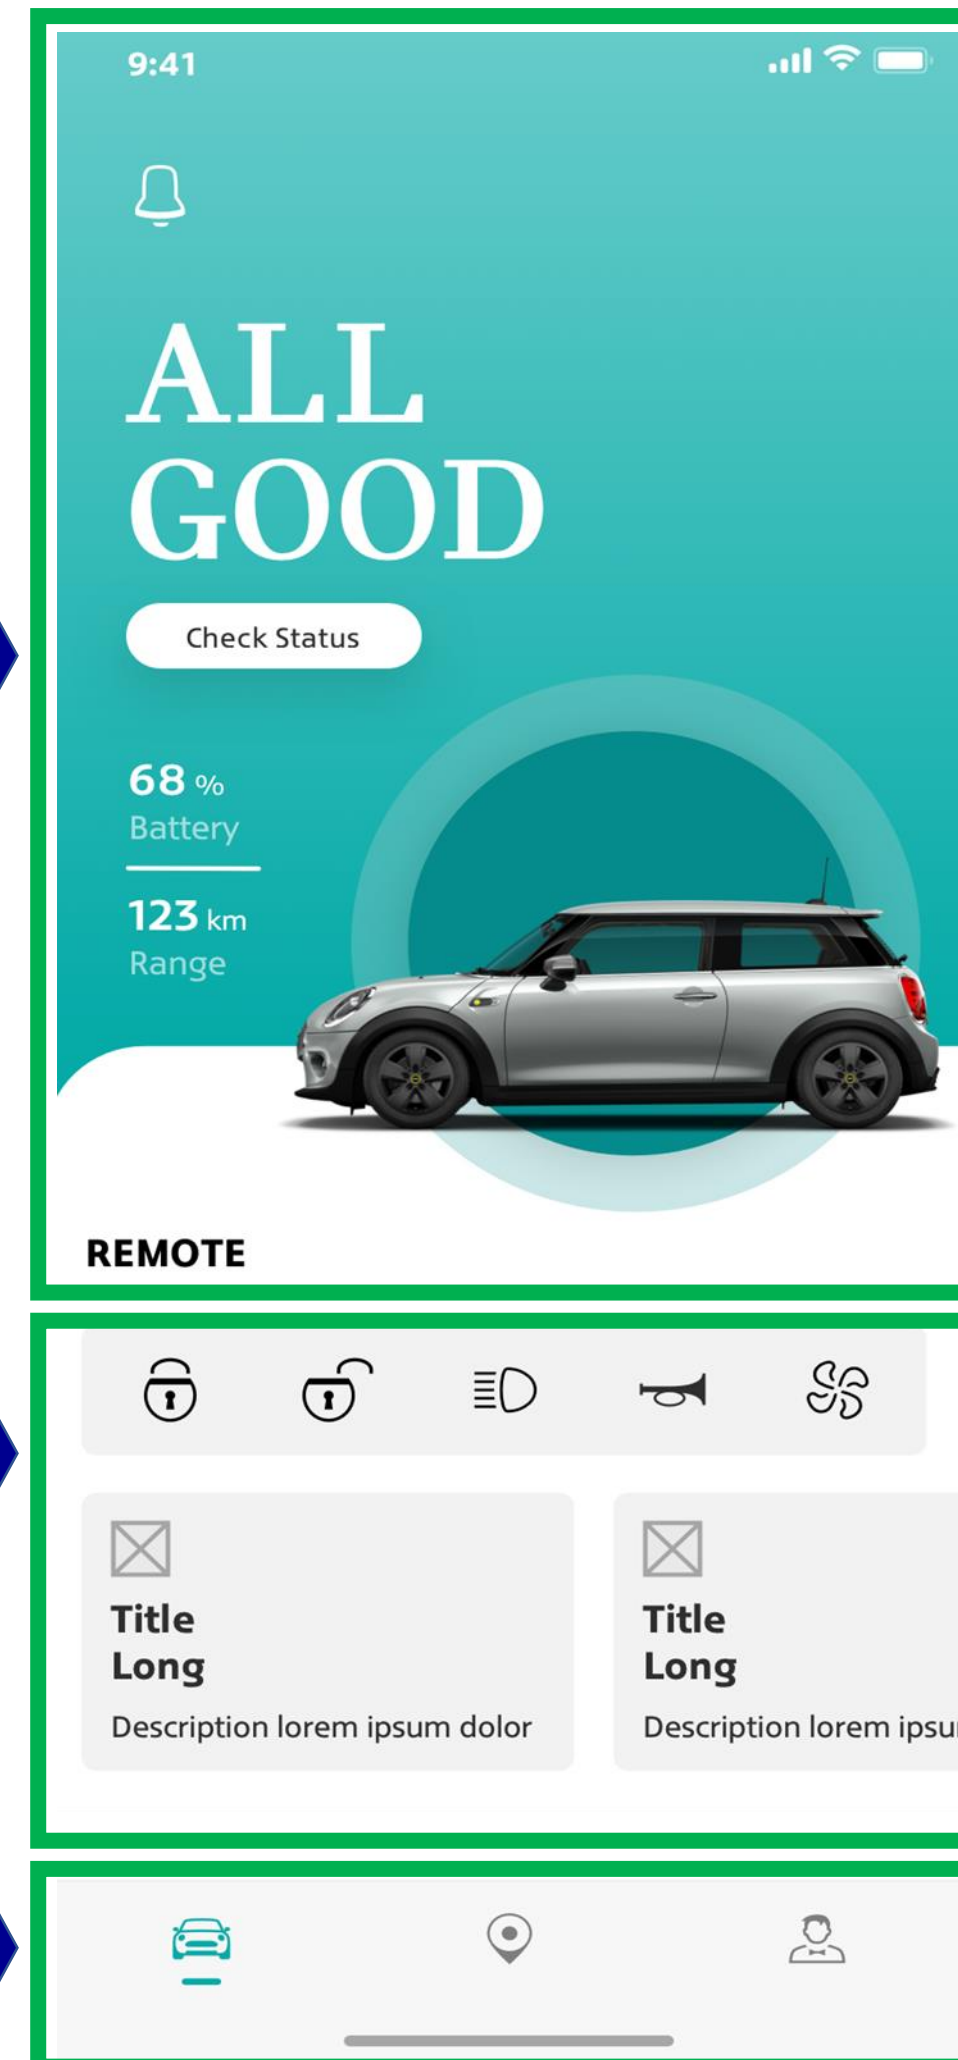 9:41
ALL
GOOD
Check Status
68 %
Battery
123 km
Range
REMOTE
Title
Long
Description lorem ipsum dolor
Title
Long
Description lorem